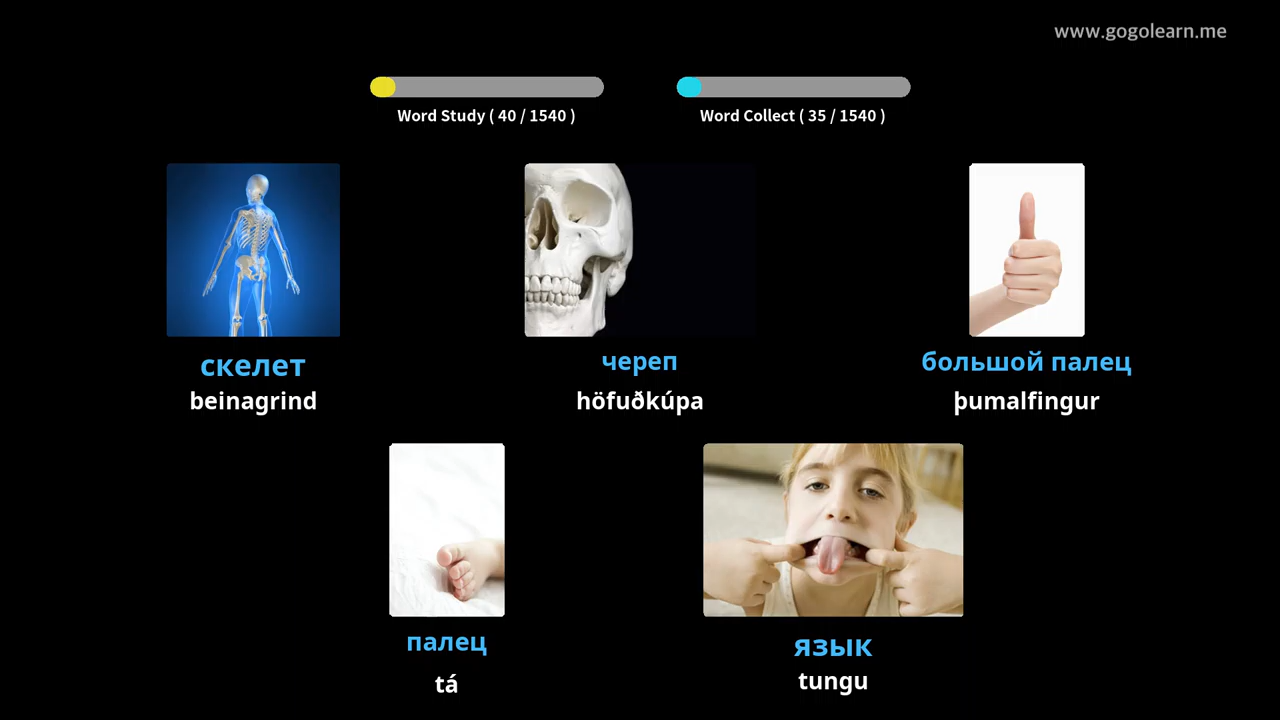 www.gogolearn.me
Word Study ( 40 / 1540 )
Word Collect ( 35 / 1540 )
скелет
beinagrind
череп
höfuðkúpa
большой палец
þumalfingur
палец
tá
язык
tungu